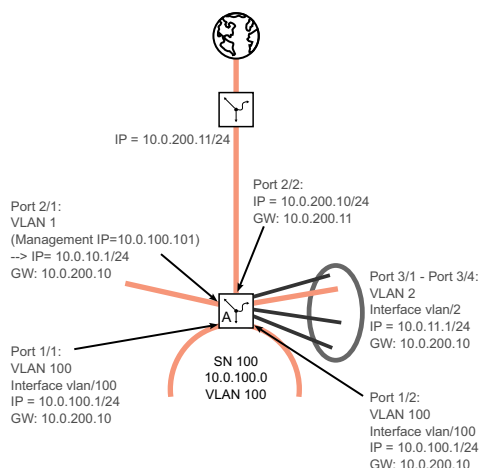 IP = 10.0.200.11/24
Port 2/2:
IP = 10.0.200.10/24
GW: 10.0.200.11
Port 2/1:
VLAN 1
(Management IP=10.0.100.101)
--> IP= 10.0.10.1/24
GW: 10.0.200.10
Port 3/1 - Port 3/4:
VLAN 2
Interface vlan/2
IP = 10.0.11.1/24
GW: 10.0.200.10
A
Port 1/1:
VLAN 100
Interface vlan/100
IP = 10.0.100.1/24
GW: 10.0.200.10
SN 100
10.0.100.0
VLAN 100
Port 1/2:
VLAN 100
Interface vlan/100
IP = 10.0.100.1/24
GW: 10.0.200.10